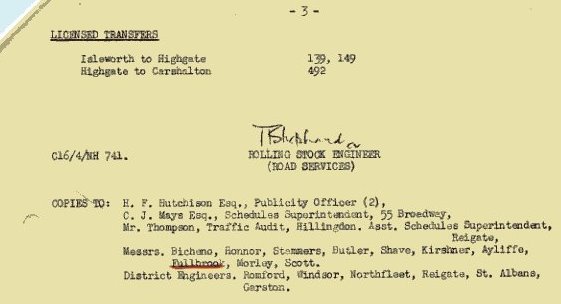 - 3 -
LICENSED TRANSFERS
Isleworth to Highgate 139, 149
Highgate to Carshalton 492
C16/4/NH 741.
ROLLING STOCK ENGINEER
(ROAD SERVICES)
COPIES TO: H. F. Hutchison Esq., Publicity Officer (2),
C. J. Mays Esq., Schedules Superintendent, 55 Broadway,
Mr. Thompson, Traffic Audit, Hillingdon. Asst. Schedules Superintendent,
Reigate,
Messrs. Bicheno, Honnor, Stammers, Butler, Shave, Kirshner, Ayliffe,
Fullbrook, Morley, Scott.
District Engineers. Romford, Windsor, Northfleet, Reigate, St. Albans,
Garston.